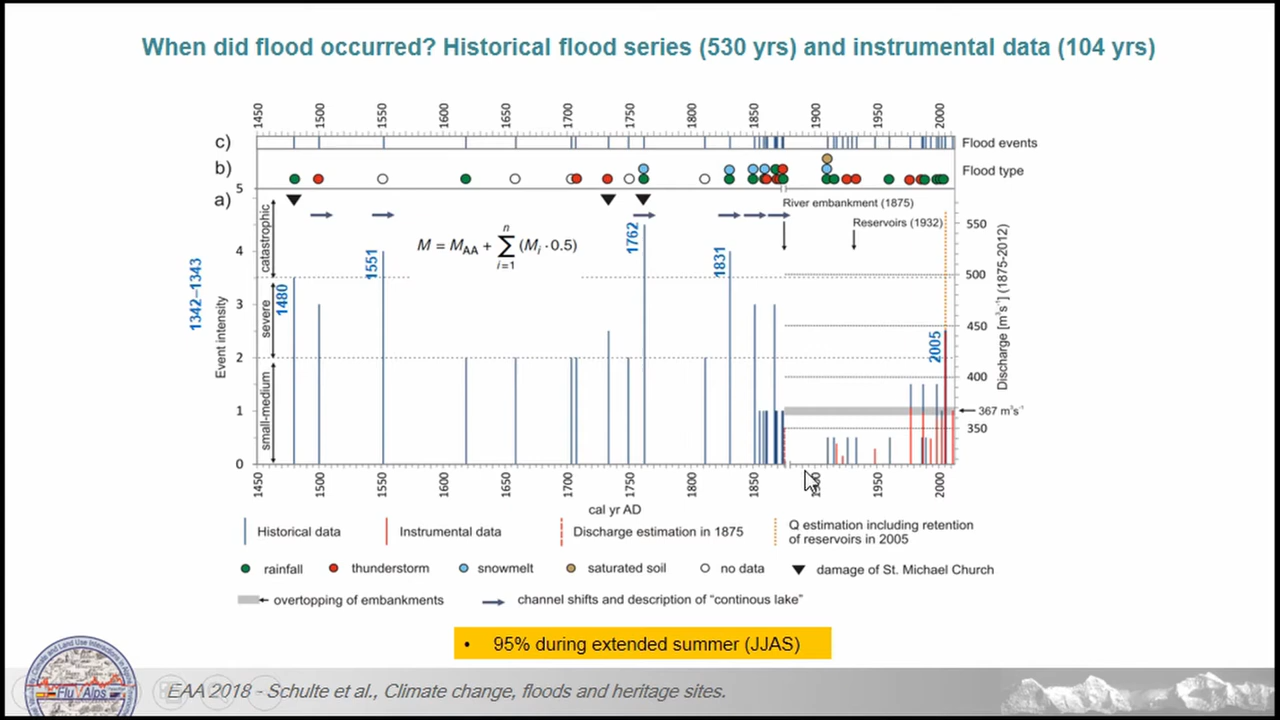 When did flood occurred? Historical flood series (530 yrs) and instrumental data (104 yrs)
1450 1500 1550 1600 1650 1700 1750 1800 1850 1900 1950 2000
c)
Flood events
b)
Flood type
a)
5
4
3
2
1
0
Event intensity
catastrophic
severe
small-medium
1342–1343
1480
1551
1762
1831
2005
M = M_AA + n ∑ i=1 (M_i · 0.5)
River embankment (1875)
Reservoirs (1932)
550
500
450
400
350
367 m³s⁻¹
Discharge [m³s⁻¹] (1875-2012)
1450 1500 1550 1600 1650 1700 1750 1800 1850 1900 1950 2000
cal yr AD
Historical data
Instrumental data
Discharge estimation in 1875
Q estimation including retention
of reservoirs in 2005
rainfall
thunderstorm
snowmelt
saturated soil
no data
damage of St. Michael Church
overtopping of embankments
channel shifts and description of “continous lake”
• 95% during extended summer (JJAS)
Flu Alps
EAA 2018 - Schulte et al., Climate change, floods and heritage sites.